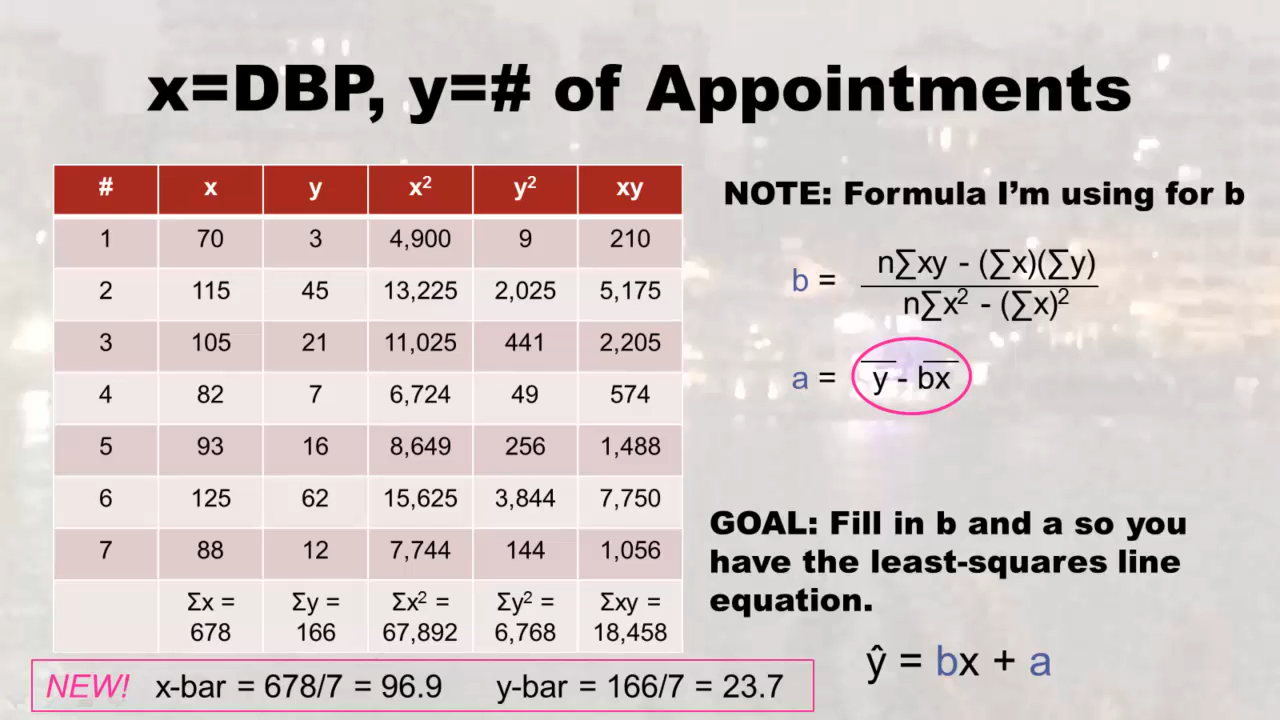 x=DBP, y=# of Appointments
# x y x² y² xy
1 70 3 4,900 9 210
2 115 45 13,225 2,025 5,175
3 105 21 11,025 441 2,205
4 82 7 6,724 49 574
5 93 16 8,649 256 1,488
6 125 62 15,625 3,844 7,750
7 88 12 7,744 144 1,056
Σx = Σy = Σx² = Σy² = Σxy =
678 166 67,892 6,768 18,458
NEW! x-bar = 678/7 = 96.9 y-bar = 166/7 = 23.7
NOTE: Formula I’m using for b
n∑xy - (∑x)(∑y)
b =
n∑x² - (∑x)²
a = y̅ - bx̅
GOAL: Fill in b and a so you
have the least-squares line
equation.
ŷ = bx + a